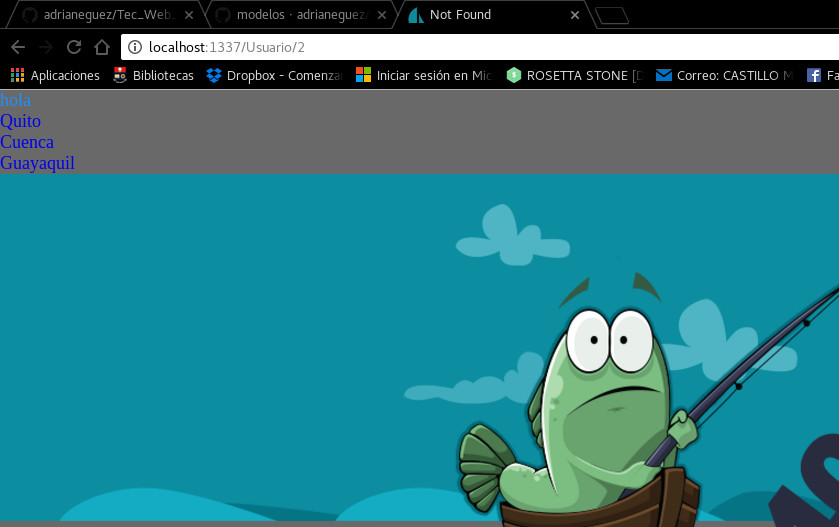 adrianeguez/Tec_Web_
modelos · adrianeguez/
Not Found
localhost:1337/Usuario/2
Aplicaciones
Bibliotecas
Dropbox - Comenza
Iniciar sesión en Mic
ROSETTA STONE [D
Correo: CASTILLO M
Fa
hola
Quito
Cuenca
Guayaquil